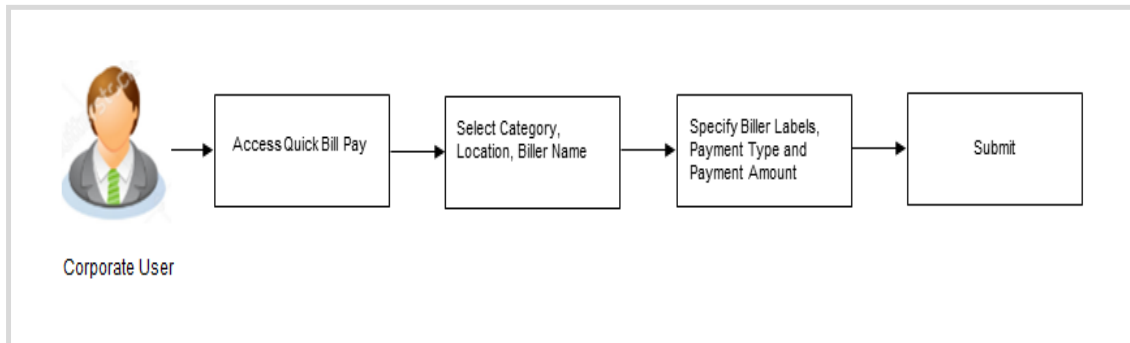 Access Quick Bill Pay
Select Category,
Location, Biller Name
Specify Biller Labels,
Payment Type and
Payment Amount
Submit
Corporate User